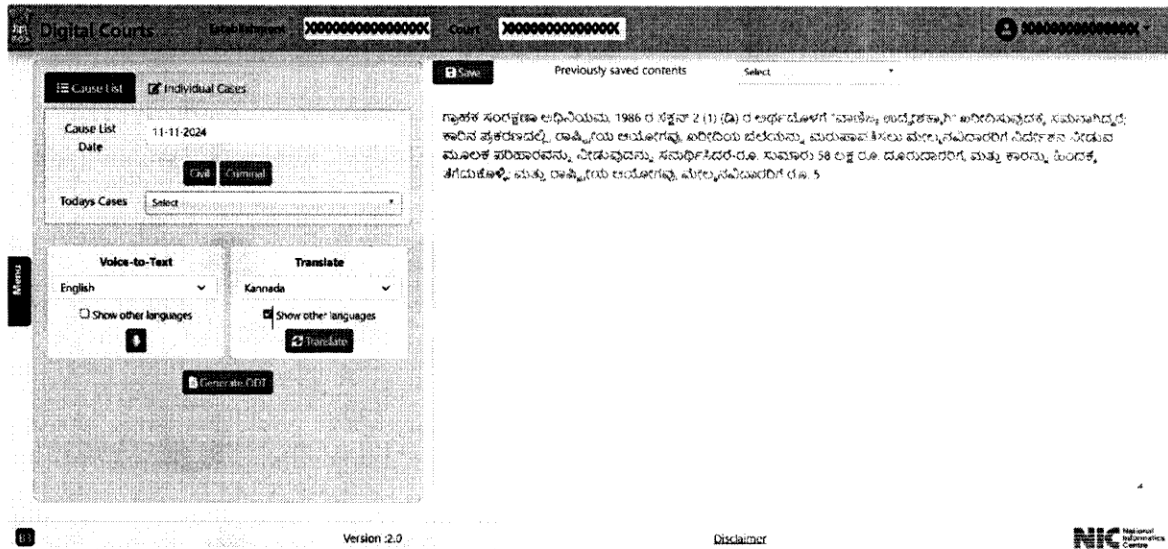 Digital Courts Establishment XXXXXXXXXXXXXXXX Court
Save Previously saved contents Select
Cause List Individual Cases
Cause List Date 11-11-2024
Civil Criminal
Todays Cases Select
Voice-to-Text Translate
English Kannada
Show other languages Show other languages
Translate
Generate ODT
Menu
ಗ್ರಾಹಕ ಸಂರಕ್ಷಣಾ ಅಧಿನಿಯಮ, 1986 ರ ಸೆಕ್ಷನ್ 2 (1) (ಡಿ) ರ ಅರ್ಥದೊಳಗೆ "ವಾಣಿಜ್ಯ ಉದ್ದೇಶಕ್ಕಾಗಿ" ಖರೀದಿಸುವುದಕ್ಕೆ ಸಮನಾಗಿದ್ದರೆ;
ಕಾರಿನ ಪ್ರಕರಣದಲ್ಲಿ, ರಾಷ್ಟ್ರೀಯ ಆಯೋಗವು ಖರೀದಿಯ ಬೆಲೆಯನ್ನು ಮರುಪಾವತಿಸಲು ಮೇಲ್ಮನವಿದಾರರಿಗೆ ನಿರ್ದೇಶನ ನೀಡುವ
ಮೂಲಕ ಪರಿಹಾರವನ್ನು ನೀಡುವುದನ್ನು ಸಮರ್ಥಿಸಿದರೆ-ರೂ. ಸುಮಾರು 58 ಲಕ್ಷ ರೂ. ದೂರುದಾರರಿಗೆ ಮತ್ತು ಕಾರನ್ನು ಹಿಂದಕ್ಕೆ
ತೆಗೆದುಕೊಳ್ಳಿ ಮತ್ತು ರಾಷ್ಟ್ರೀಯ ಆಯೋಗವು ಮೇಲ್ಮನವಿದಾರರಿಗೆ ರೂ. 5
Version :2.0 Disclaimer NIC National Informatics Centre